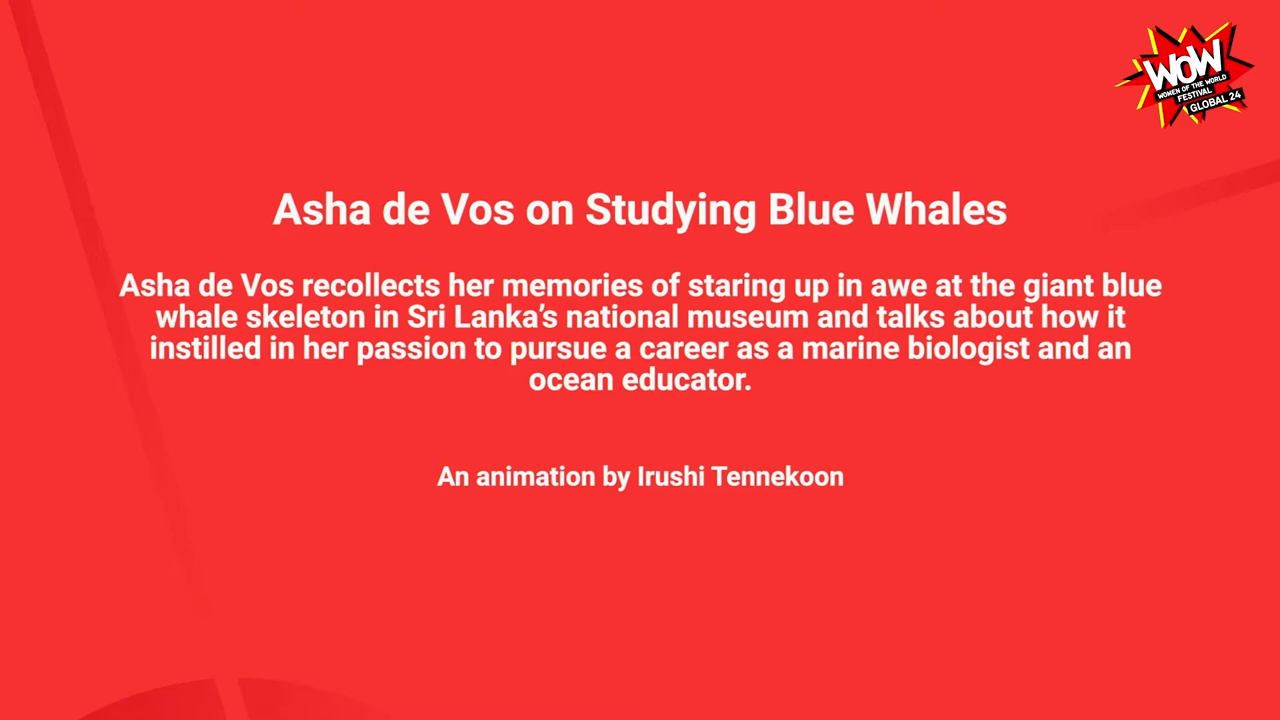 WOW
WOMEN OF THE WORLD
FESTIVAL
GLOBAL 24
Asha de Vos on Studying Blue Whales
Asha de Vos recollects her memories of staring up in awe at the giant blue
whale skeleton in Sri Lanka’s national museum and talks about how it
instilled in her passion to pursue a career as a marine biologist and an
ocean educator.
An animation by Irushi Tennekoon